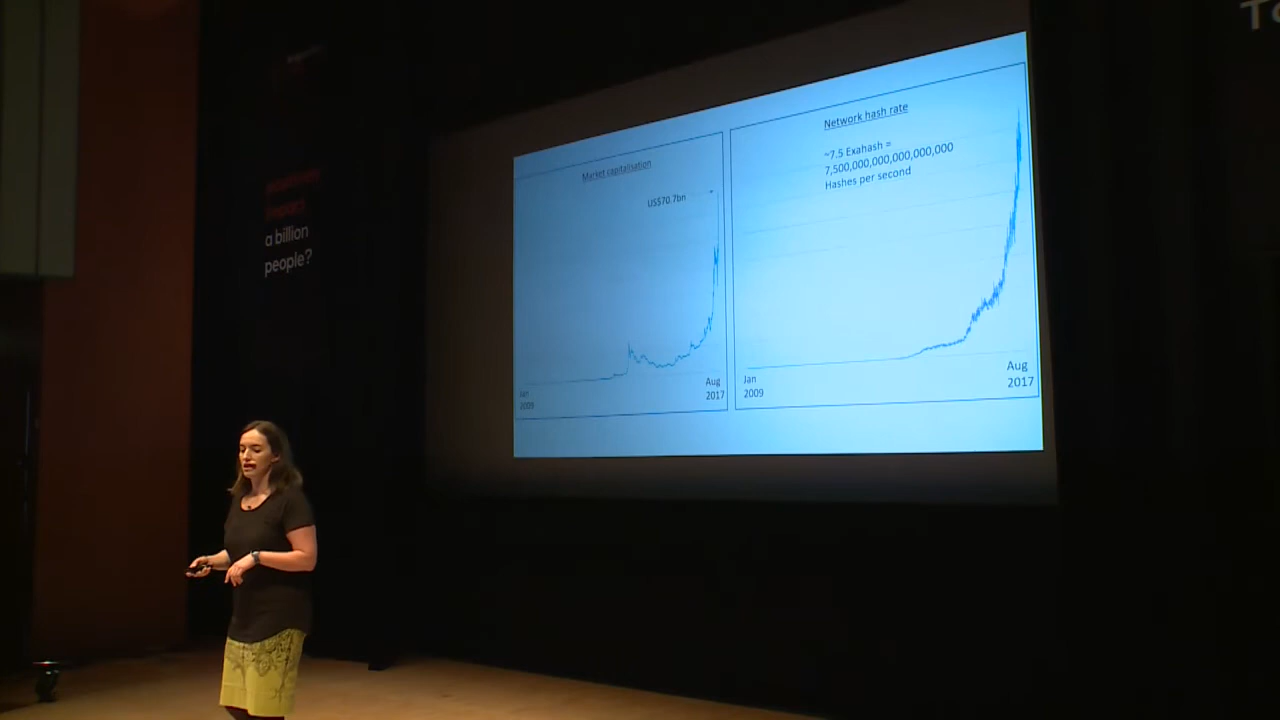 To
a billion
people?
Market capitalisation
US$70.7bn
Jan
2009
Aug
2017
Network hash rate
~7.5 Exahash =
7,500,000,000,000,000,000
Hashes per second
Jan
2009
Aug
2017